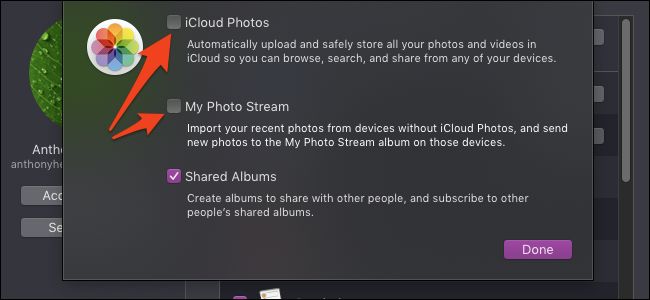 iCloud Photos
Automatically upload and safely store all your photos and videos in
iCloud so you can browse, search, and share from any of your devices.
My Photo Stream
Import your recent photos from devices without iCloud Photos, and send
new photos to the My Photo Stream album on those devices.
Shared Albums
Create albums to share with other people, and subscribe to other
people's shared albums.
Done
Antho
anthonyhe
Acc
Se